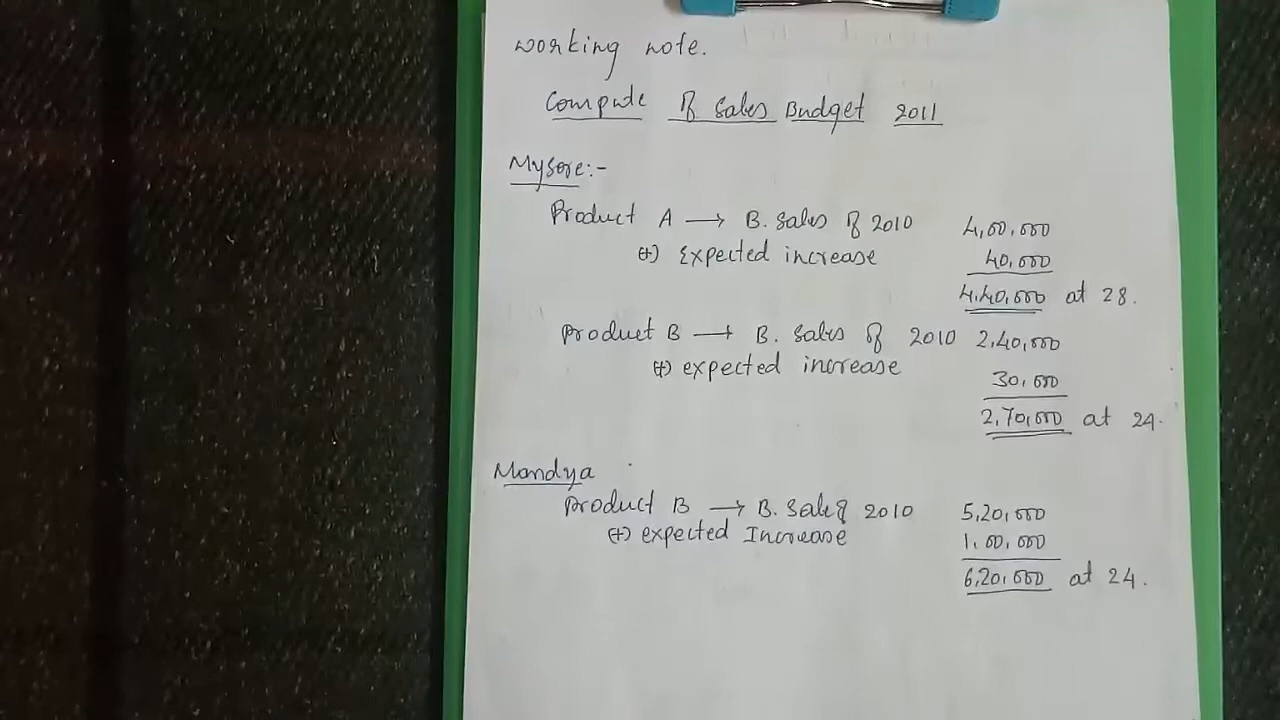 working note.
Compute of Sales Budget 2011
Mysore:-
Product A → B. Sales of 2010 4,00,000
(+) Expected increase 40,000
4,40,000 at 28.
Product B → B. Sales of 2010 2,40,000
(+) expected increase
30,000
2,70,000 at 24.
Mandya
Product B → B. Sale of 2010 5,20,000
(+) expected Increase 1,00,000
6,20,000 at 24.